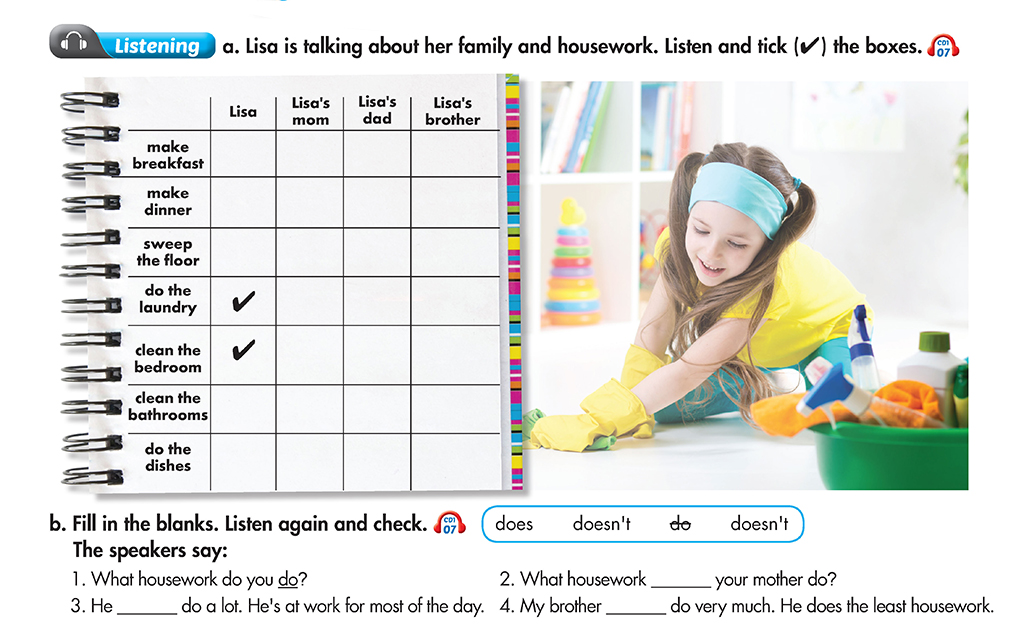 Listening a. Lisa is talking about her family and housework. Listen and tick (✔) the boxes. CD1 07
Lisa Lisa's mom Lisa's dad Lisa's brother
make breakfast
make dinner
sweep the floor
do the laundry ✔
clean the bedroom ✔
clean the bathrooms
do the dishes
b. Fill in the blanks. Listen again and check. CD1 07 does doesn't do doesn't
The speakers say:
1. What housework do you do? 2. What housework ______ your mother do?
3. He ______ do a lot. He's at work for most of the day. 4. My brother ______ do very much. He does the least housework.